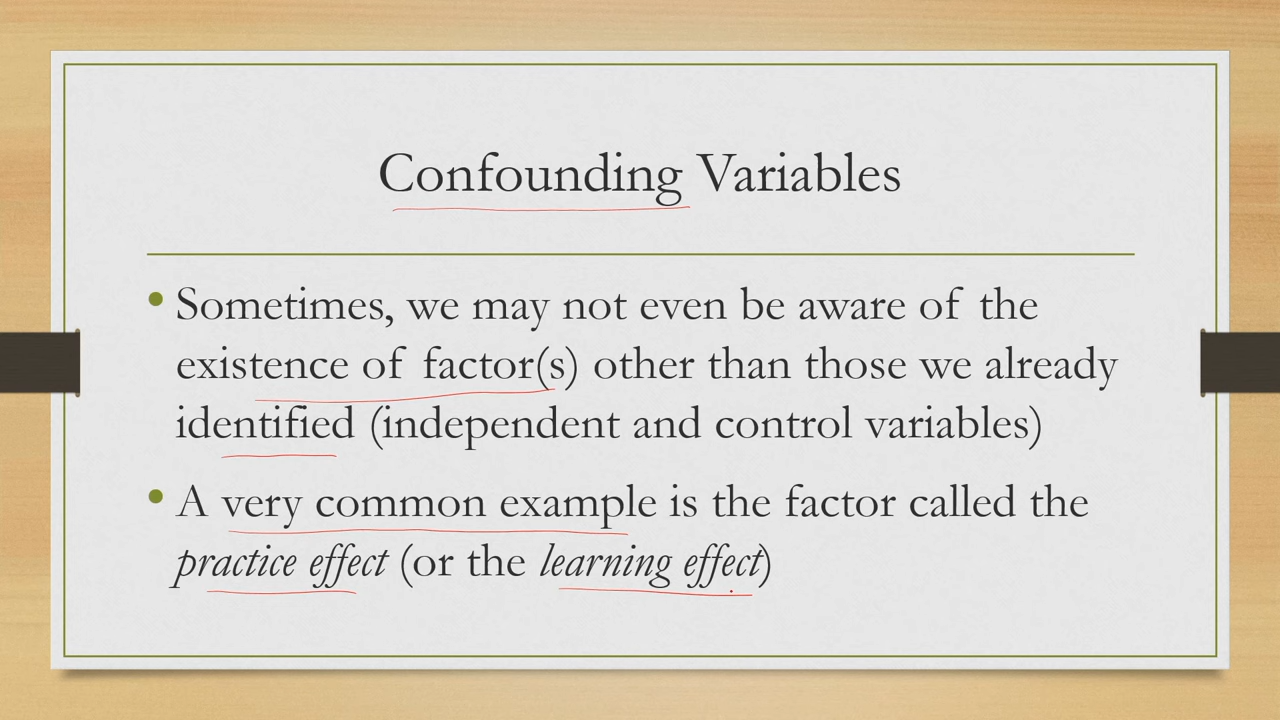 Confounding Variables
• Sometimes, we may not even be aware of the
existence of factor(s) other than those we already
identified (independent and control variables)
• A very common example is the factor called the
practice effect (or the learning effect)